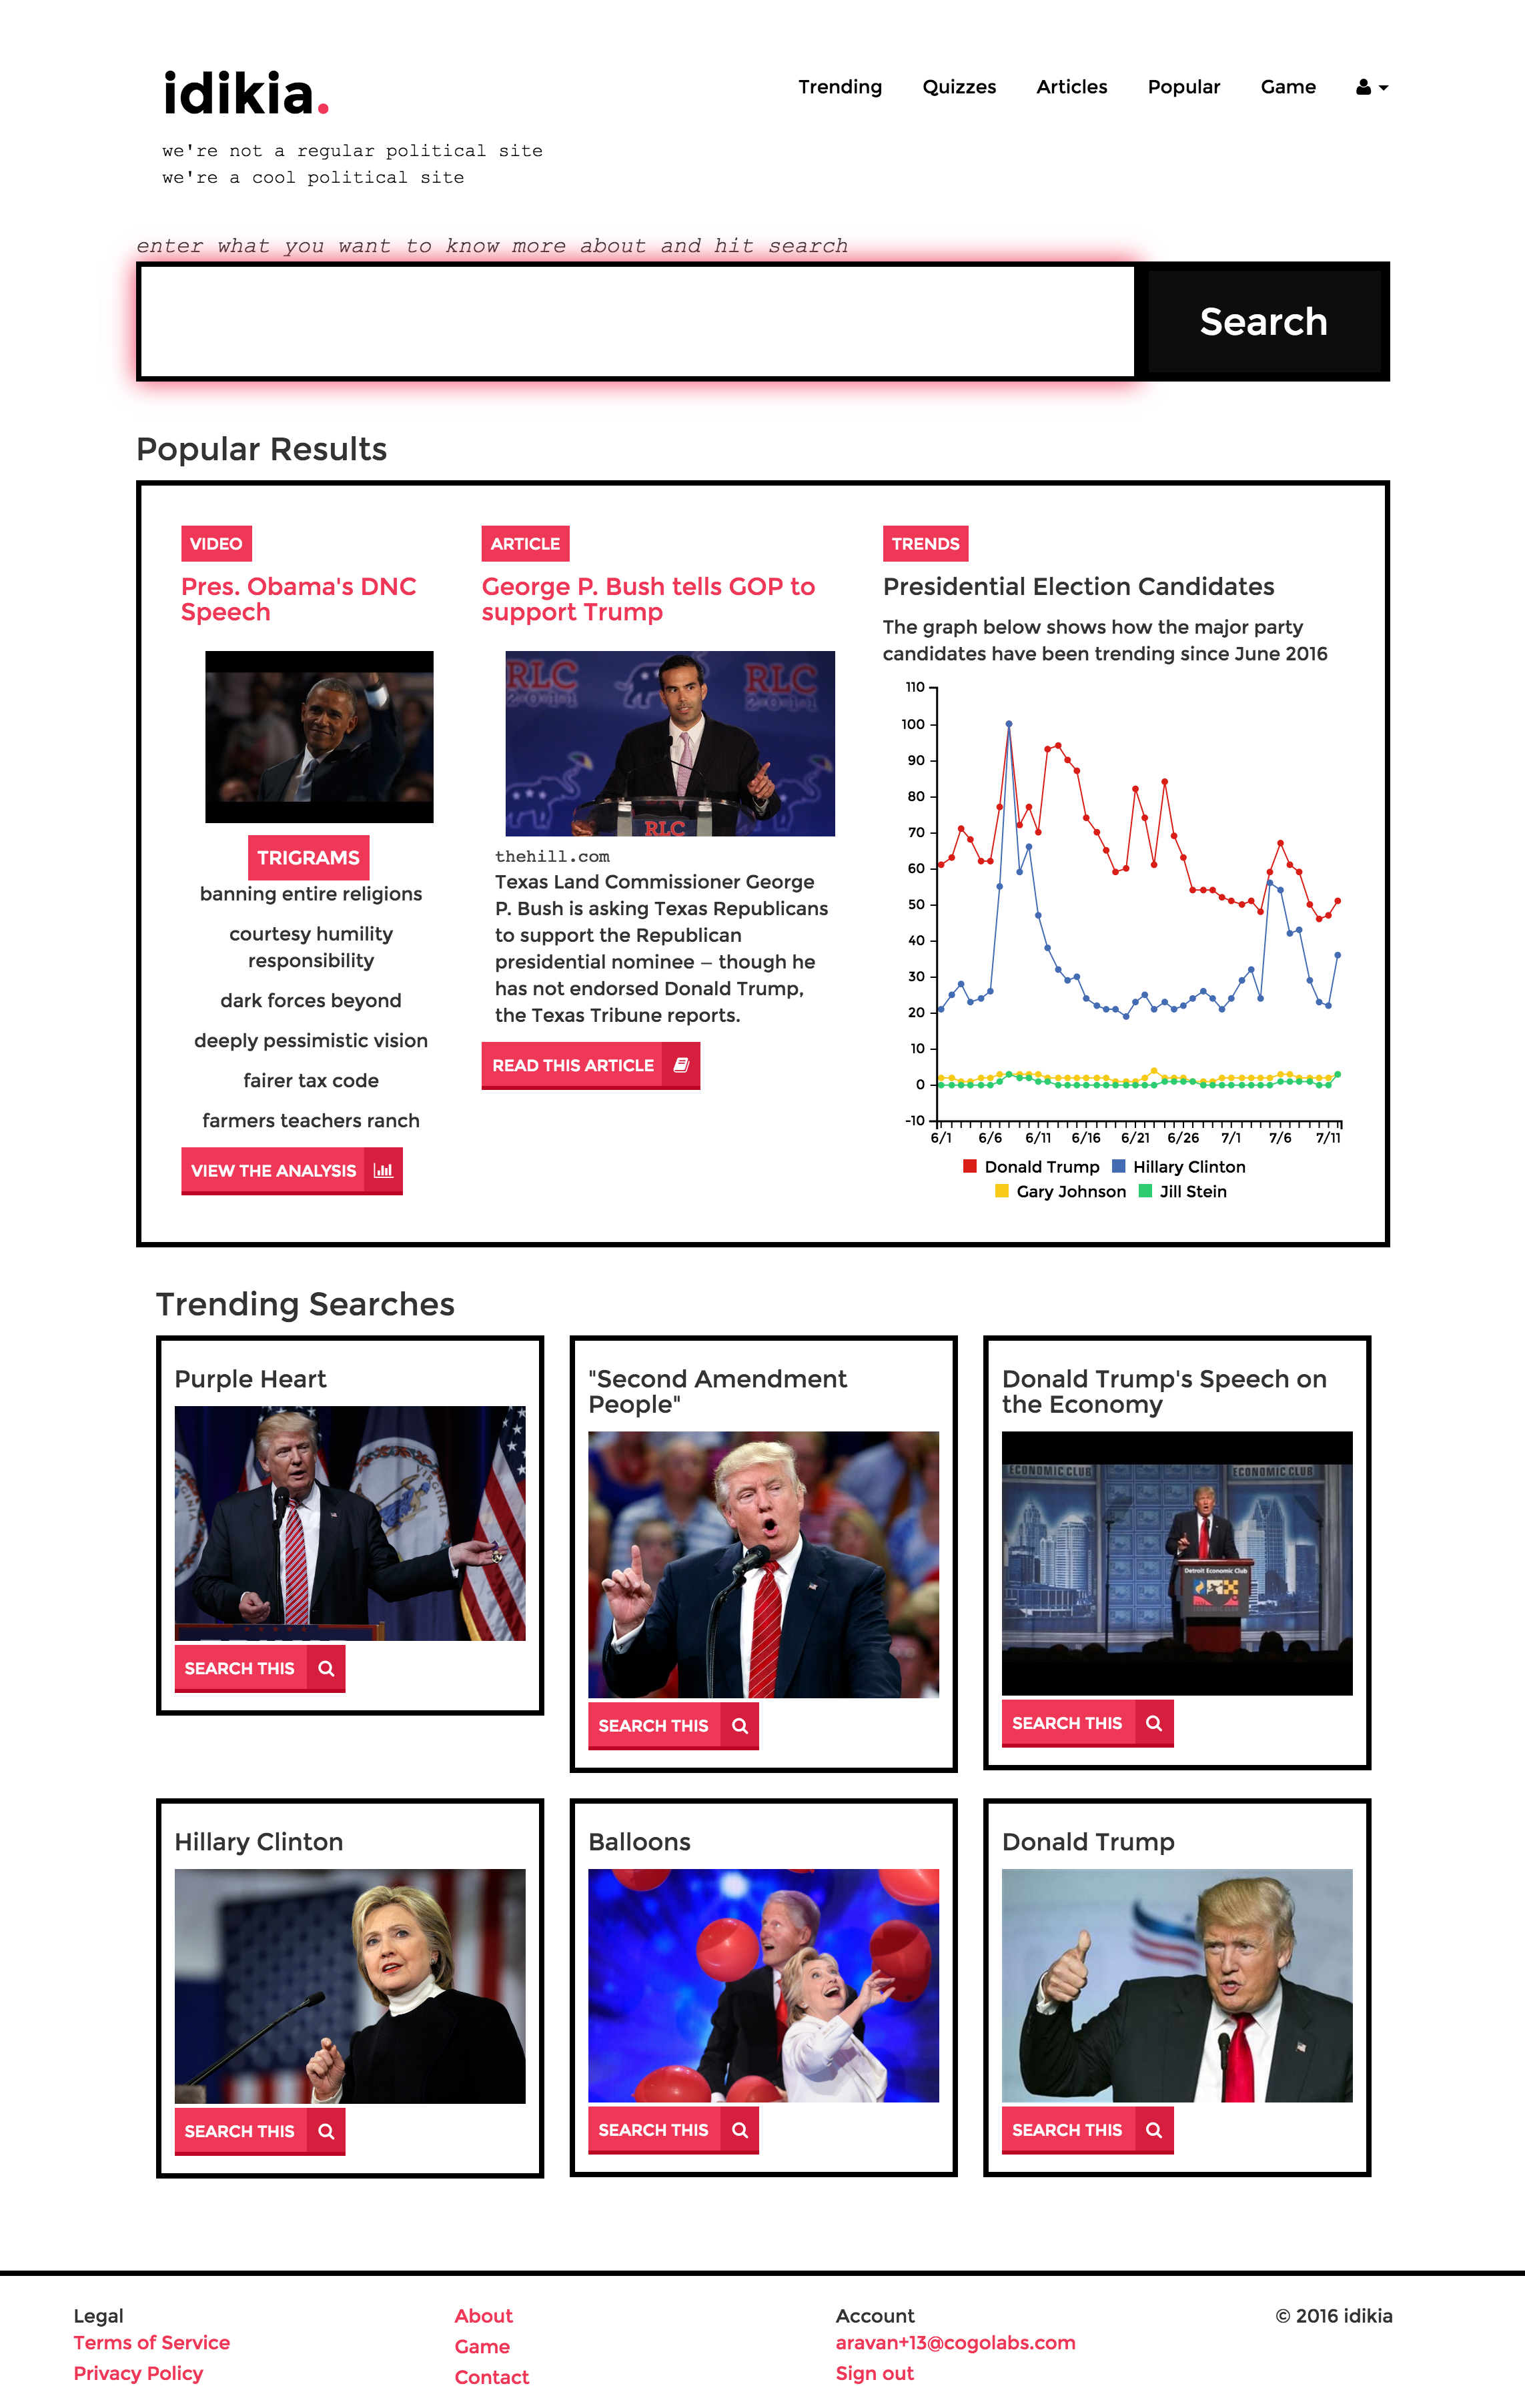 idikia.
Trending
Quizzes
Articles
Popular
Game
we're not a regular political site
we're a cool political site
enter what you want to know more about and hit search
Search
Popular Results
VIDEO
Pres. Obama's DNC
Speech
TRIGRAMS
banning entire religions
courtesy humility
responsibility
dark forces beyond
deeply pessimistic vision
fairer tax code
farmers teachers ranch
VIEW THE ANALYSIS
ARTICLE
George P. Bush tells GOP to
support Trump
RLC
2011
RLC
2011
RLC
thehill.com
Texas Land Commissioner George
P. Bush is asking Texas Republicans
to support the Republican
presidential nominee — though he
has not endorsed Donald Trump,
the Texas Tribune reports.
READ THIS ARTICLE
TRENDS
Presidential Election Candidates
The graph below shows how the major party
candidates have been trending since June 2016
110
100
90
80
70
60
50
40
30
20
10
0
-10
6/1 6/6 6/11 6/16 6/21 6/26 7/1 7/6 7/11
Donald Trump Hillary Clinton
Gary Johnson Jill Stein
Trending Searches
Purple Heart
VIRGINIA
SEARCH THIS
"Second Amendment
People"
SEARCH THIS
Donald Trump's Speech on
the Economy
ECONOMIC CLUB
ECONOMIC CLUB
Detroit Economic Club
SEARCH THIS
Hillary Clinton
SEARCH THIS
Balloons
SEARCH THIS
Donald Trump
SEARCH THIS
Legal
Terms of Service
Privacy Policy
About
Game
Contact
Account
aravan+13@cogolabs.com
Sign out
© 2016 idikia